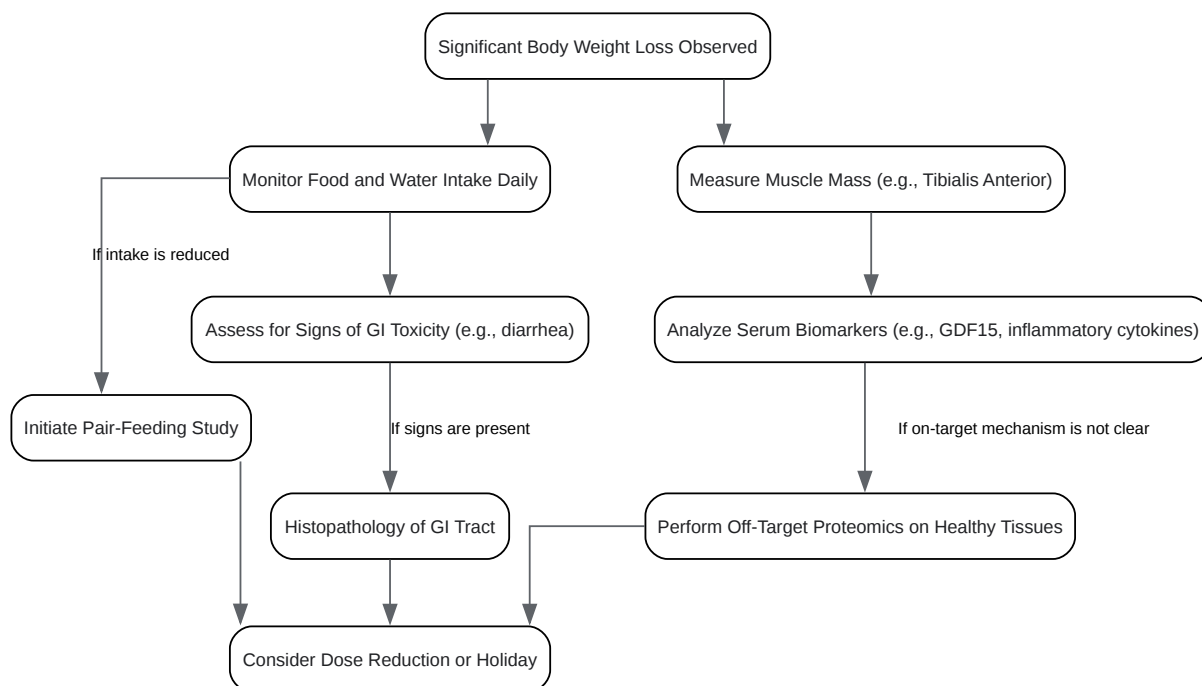 Significant Body Weight Loss Observed
Monitor Food and Water Intake Daily
Measure Muscle Mass (e.g., Tibialis Anterior)
If intake is reduced
Assess for Signs of GI Toxicity (e.g., diarrhea)
Analyze Serum Biomarkers (e.g., GDF15, inflammatory cytokines)
Initiate Pair-Feeding Study
If signs are present
If on-target mechanism is not clear
Histopathology of GI Tract
Perform Off-Target Proteomics on Healthy Tissues
Consider Dose Reduction or Holiday